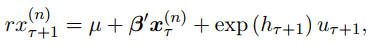 $rx_{\tau+1}^{(n)} = \mu + \boldsymbol{\beta}' \boldsymbol{x}_{\tau}^{(n)} + \exp\left(h_{\tau+1}\right) u_{\tau+1},$